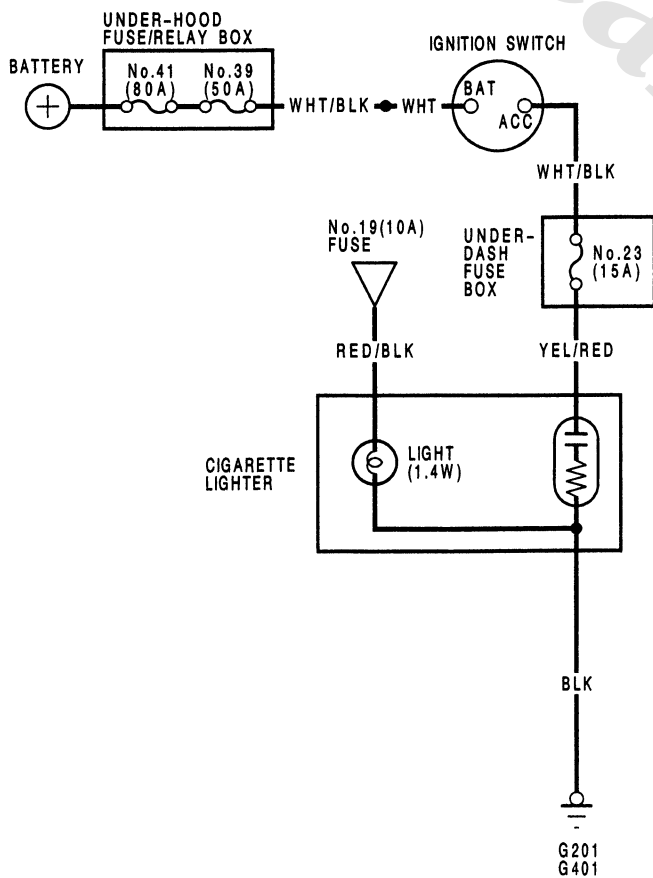 UNDER-HOOD
FUSE/RELAY BOX
BATTERY
No.41
(80A)
No.39
(50A)
WHT/BLK
WHT
IGNITION SWITCH
BAT
ACC
WHT/BLK
No.19(10A)
FUSE
UNDER-
DASH
FUSE
BOX
No.23
(15A)
RED/BLK
YEL/RED
CIGARETTE
LIGHTER
LIGHT
(1.4W)
BLK
G201
G401